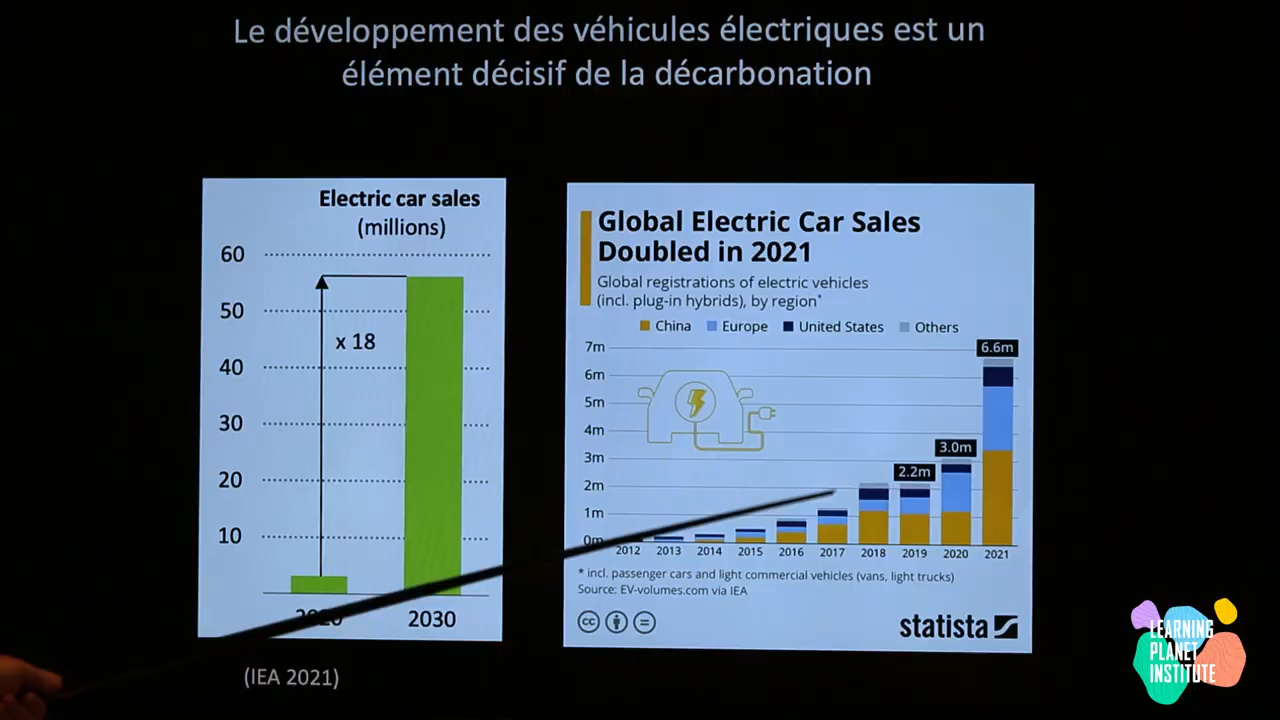 Le développement des véhicules électriques est un
élément décisif de la décarbonation
Electric car sales
(millions)
60
50
40
30
20
10
x 18
2020
2030
(IEA 2021)
Global Electric Car Sales
Doubled in 2021
Global registrations of electric vehicles
(incl. plug-in hybrids), by region*
China
Europe
United States
Others
7m
6m
5m
4m
3m
2m
1m
0m
6.6m
3.0m
2.2m
2012
2013
2014
2015
2016
2017
2018
2019
2020
2021
* incl. passenger cars and light commercial vehicles (vans, light trucks)
Source: EV-volumes.com via IEA
cc
statista
LEARNING
PLANET
INSTITUTE